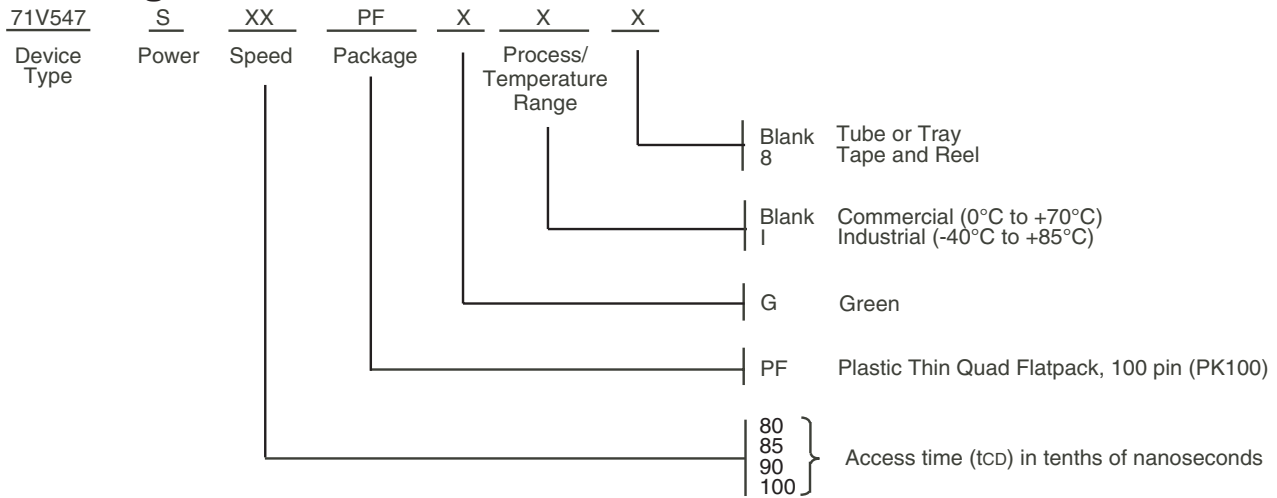 71V547 S XX PF X X X
Device Type Power Speed Package Process/ Temperature Range
Blank Tube or Tray
8 Tape and Reel
Blank Commercial (0°C to +70°C)
I Industrial (-40°C to +85°C)
G Green
PF Plastic Thin Quad Flatpack, 100 pin (PK100)
80
85
90
100
Access time (tCD) in tenths of nanoseconds